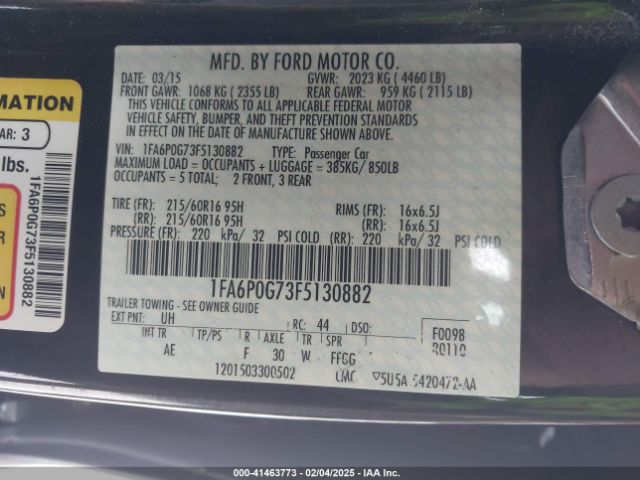 MATION
AR: 3
lbs.
S
S
R
1FA6P0G73F5130882
MFD. BY FORD MOTOR CO.
DATE: 03/15 GVWR: 2023 KG ( 4460 LB)
FRONT GAWR: 1068 KG ( 2355 LB) REAR GAWR: 959 KG ( 2115 LB)
THIS VEHICLE CONFORMS TO ALL APPLICABLE FEDERAL MOTOR
VEHICLE SAFETY, BUMPER, AND THEFT PREVENTION STANDARDS
IN EFFECT ON THE DATE OF MANUFACTURE SHOWN ABOVE.
VIN: 1FA6P0G73F5130882 TYPE: Passenger Car
MAXIMUM LOAD = OCCUPANTS + LUGGAGE = 385KG/ 850LB
OCCUPANTS = 5 TOTAL; 2 FRONT, 3 REAR
TIRE (FR): 215/60R16 95H RIMS (FR): 16x6.5J
(RR): 215/60R16 95H (RR): 16x6.5J
PRESSURE (FR): 220 kPa/ 32 PSI COLD (RR): 220 kPa/ 32 PSI COLD
1FA6P0G73F5130882
TRAILER TOWING - SEE OWNER GUIDE
EXT PNT: UH RC: 44 DSO: F0098
INT TR TP/PS R AXLE TR SPR R0110
AE F 30 W FFCG
1201503300502 5U5A 5420472-AA
©IAA, LLC
STOCK: 000-41463773 - 02/04/2025 - IAAI.COM